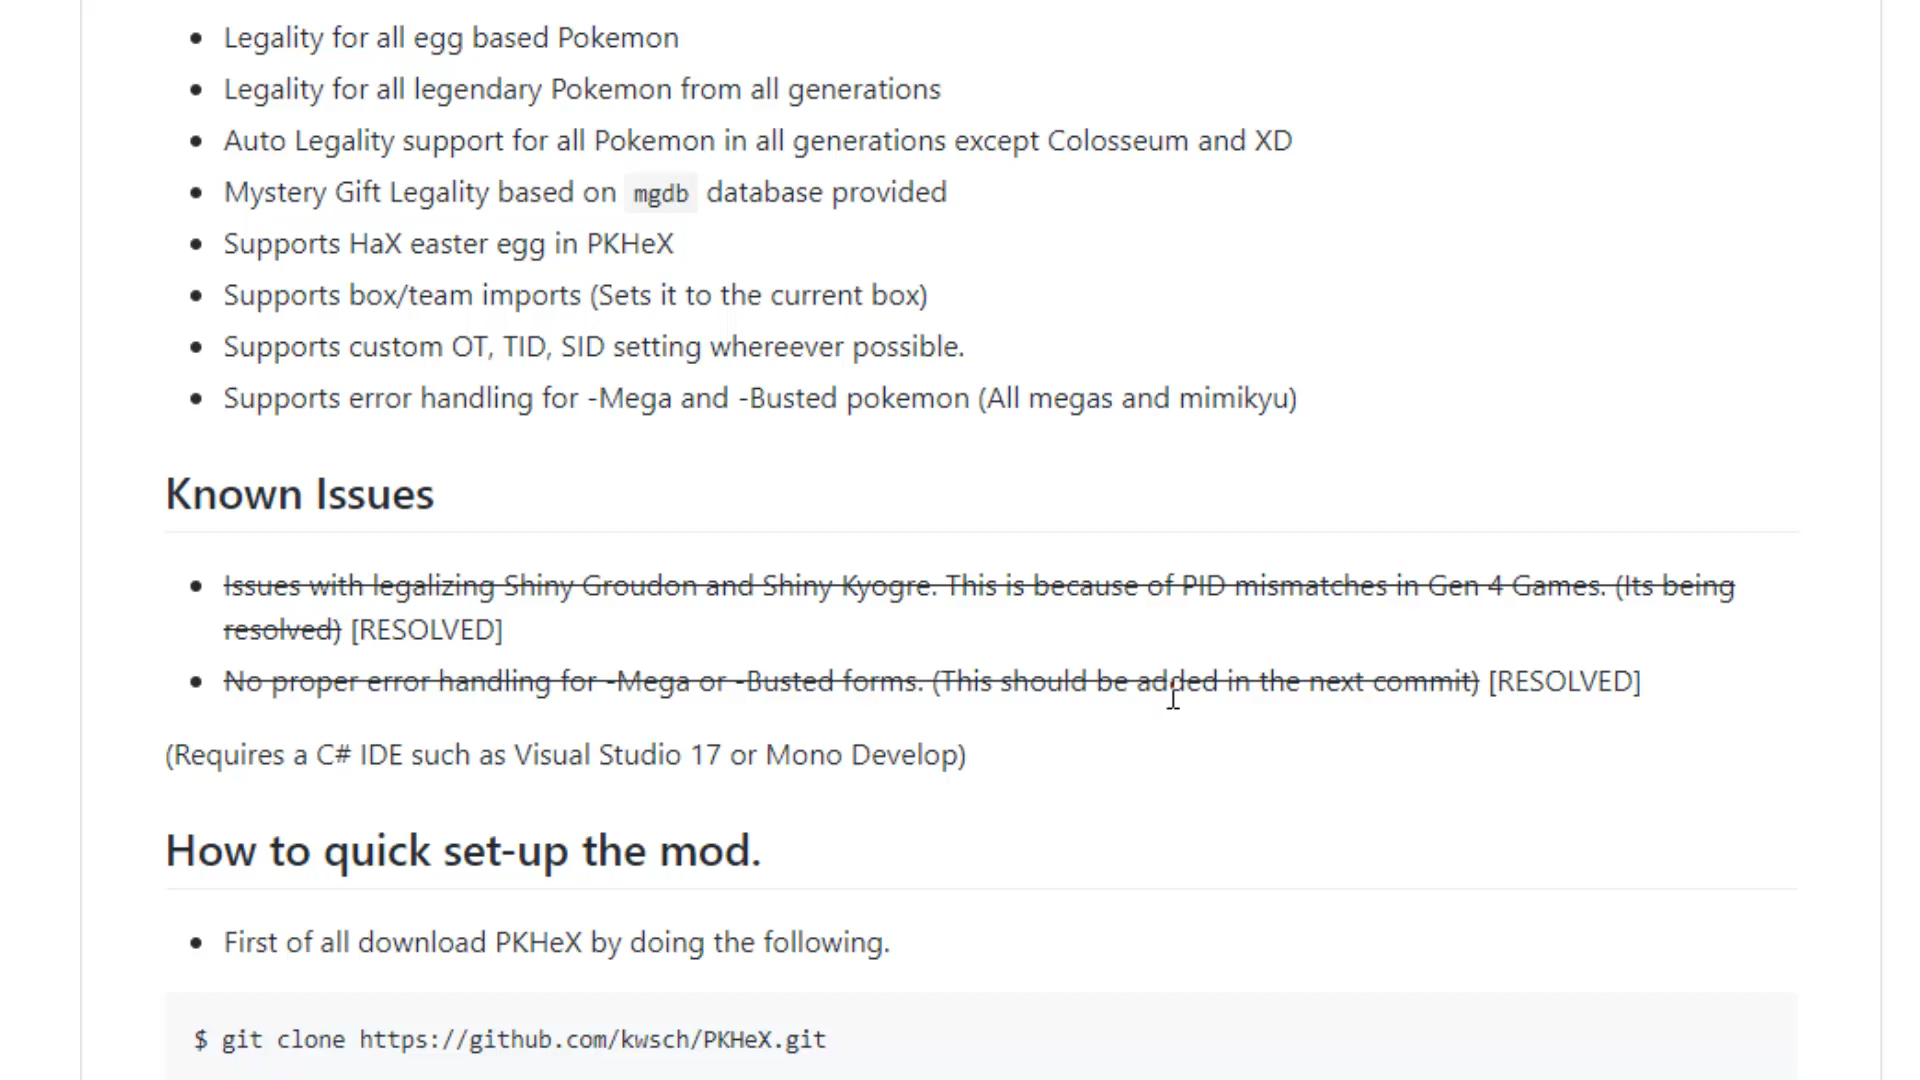 Legality for all egg based Pokemon
Legality for all legendary Pokemon from all generations
Auto Legality support for all Pokemon in all generations except Colosseum and XD
Mystery Gift Legality based on mgdb database provided
Supports HaX easter egg in PKHeX
Supports box/team imports (Sets it to the current box)
Supports custom OT, TID, SID setting whereever possible.
Supports error handling for -Mega and -Busted pokemon (All megas and mimikyu)
Known Issues
Issues with legalizing Shiny Groudon and Shiny Kyogre. This is because of PID mismatches in Gen 4 Games. (Its being
resolved) [RESOLVED]
No proper error handling for -Mega or -Busted forms. (This should be added in the next commit) [RESOLVED]
(Requires a C# IDE such as Visual Studio 17 or Mono Develop)
How to quick set-up the mod.
First of all download PKHeX by doing the following.
$ git clone https://github.com/kwsch/PKHeX.git